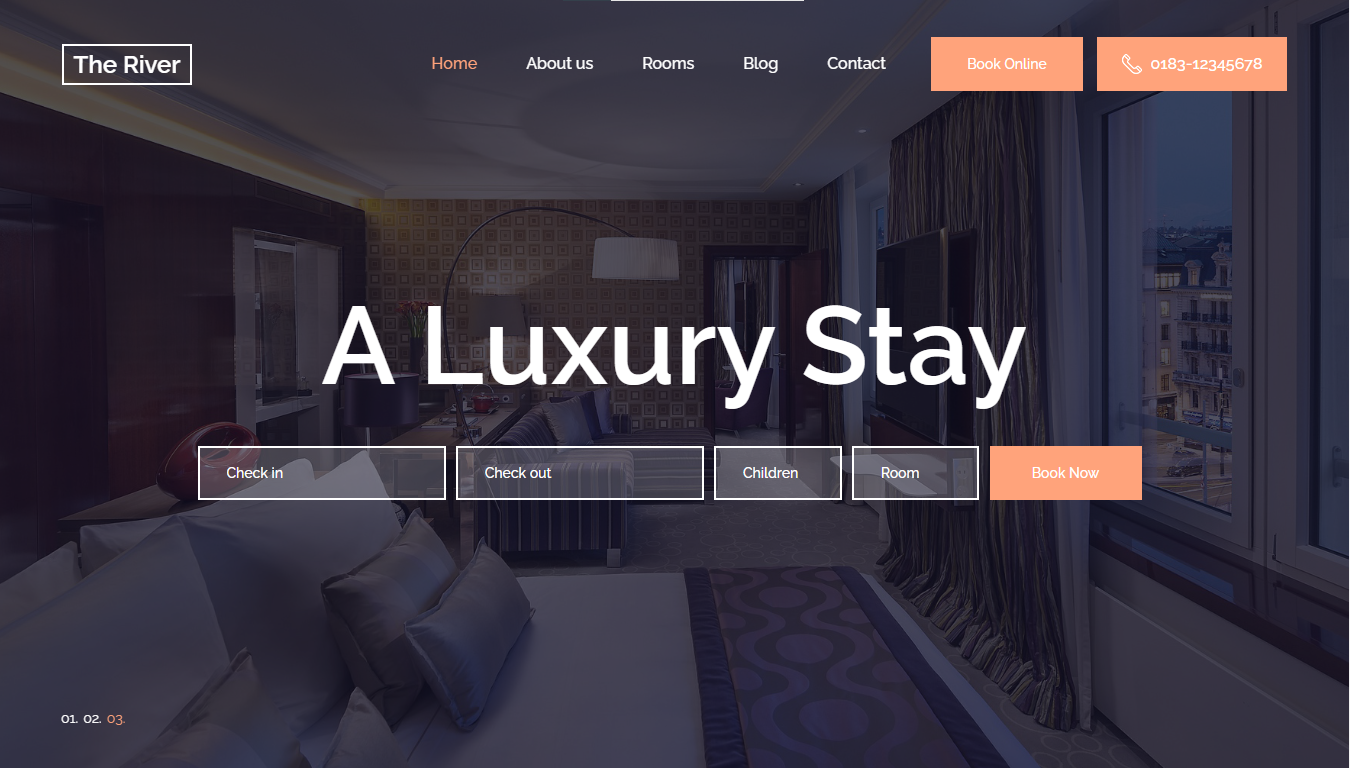 The River
Home
About us
Rooms
Blog
Contact
Book Online
0183-12345678
A Luxury Stay
Check in
Check out
Children
Room
Book Now
01. 02. 03.